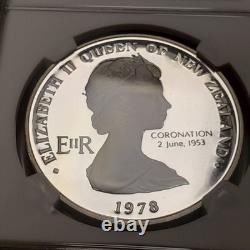 ELIZABETH II QUEEN OF NEW ZEALAND
EIIR
CORONATION
2 June, 1953
1978